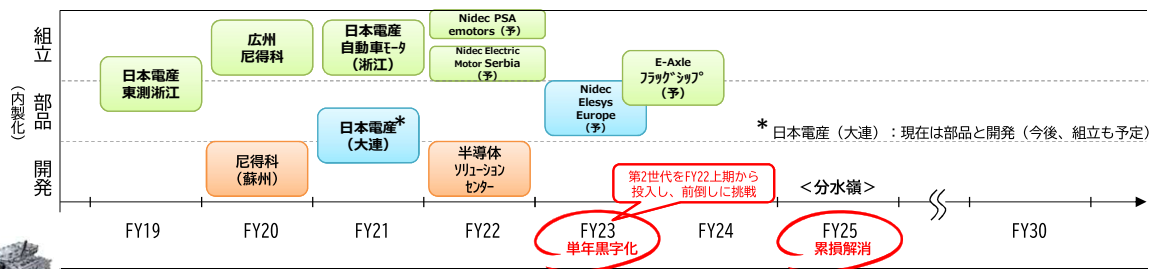 組立
部品
（内製化）
開発
日本電産
東測浙江
広州
尼得科
尼得科
（蘇州）
日本電産
自動車ﾓｰﾀ
（浙江）
日本電産*
（大連）
Nidec PSA
emotors（予）
Nidec Electric
Motor Serbia
（予）
半導体
ｿﾘｭｰｼｮﾝ
ｾﾝﾀｰ
Nidec
Elesys
Europe
（予）
E-Axle
ﾌﾗｯｸﾞｼｯﾌﾟ
（予）
* 日本電産（大連）：現在は部品と開発（今後、組立も予定）
第2世代をFY22上期から
投入し、前倒しに挑戦
＜分水嶺＞
FY19
FY20
FY21
FY22
FY23
単年黒字化
FY24
FY25
累損解消
FY30